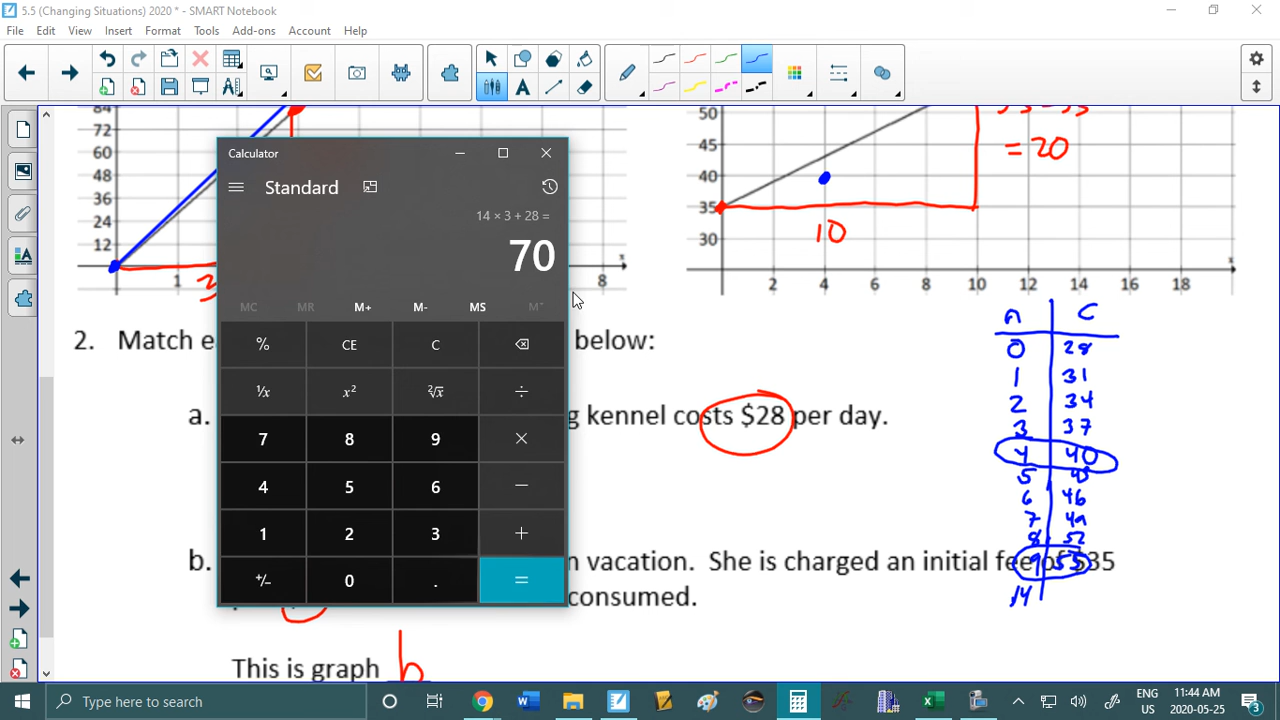 5.5 (Changing Situations) 2020 * - SMART Notebook
File Edit View Insert Format Tools Add-ons Account Help
84
72
60
48
36
24
12
1 8 x
3
50
45
40
35
30
2 4 6 8 10 12 14 16 18 x
= 20
10
Calculator
Standard
14 × 3 + 28 =
70
MC MR M+ M- MS M˅
% CE C
¹/x x² ²√x ÷
7 8 9 ×
4 5 6 −
1 2 3 +
+/− 0 . =
2. Match e below:
a. g kennel costs $28 per day.
b. n vacation. She is charged an initial fee of $35
consumed.
This is graph b
n C
0 28
1 31
2 34
3 37
4 40
5 43
6 46
7 49
8 52
9 55
14
Type here to search
ENG 11:44 AM
US 2020-05-25
3